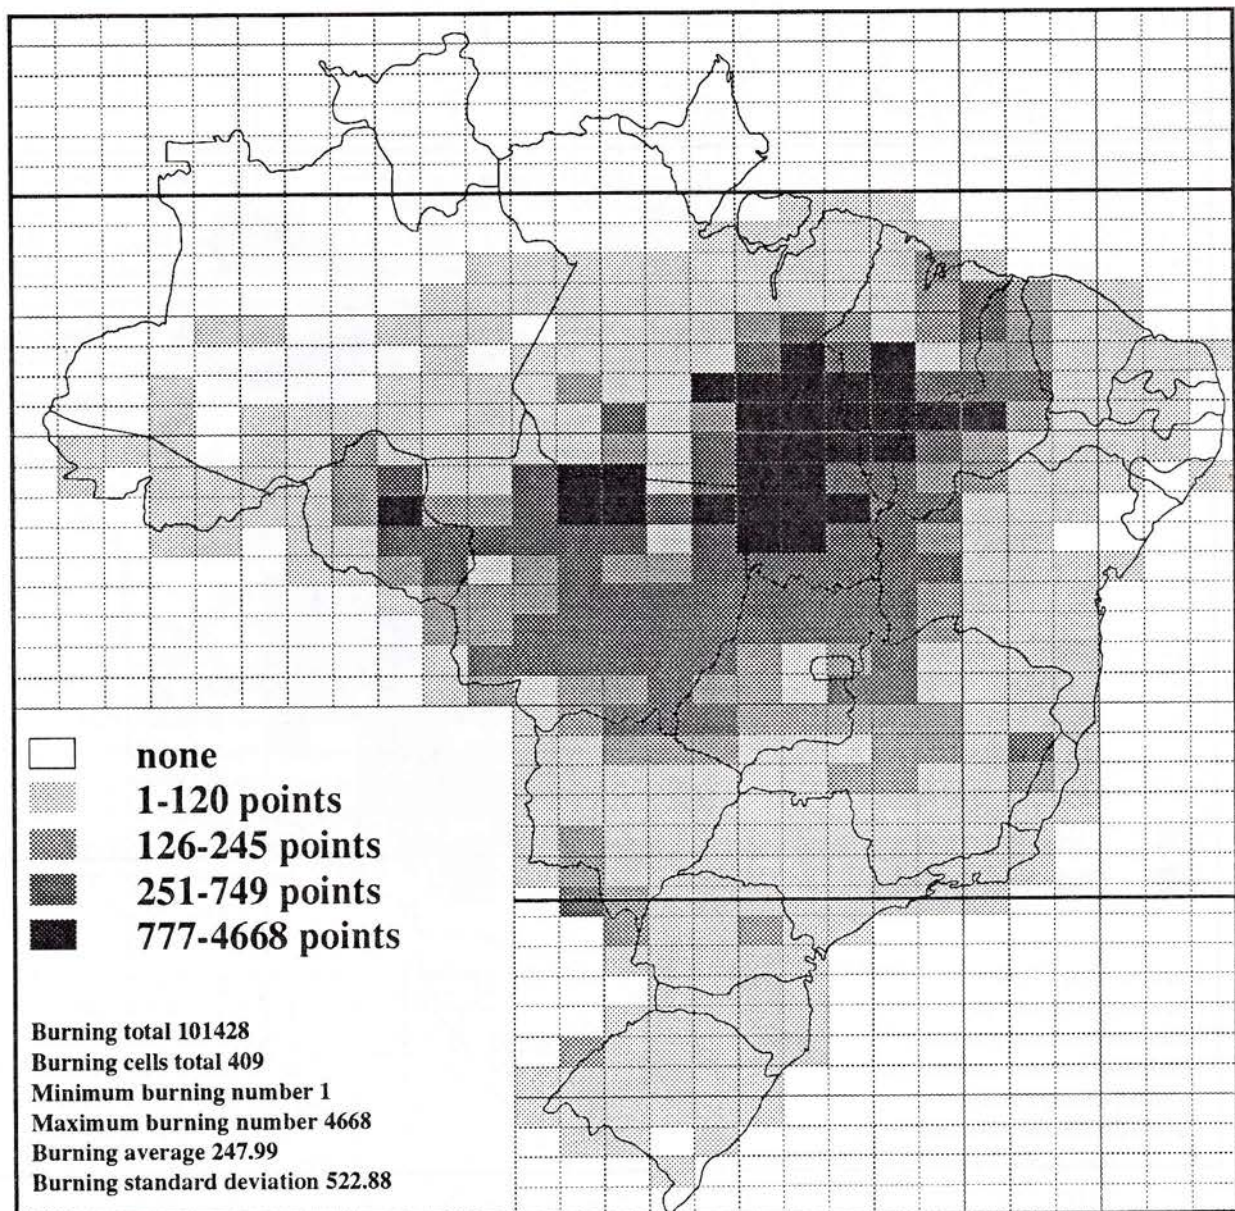 none
1-120 points
126-245 points
251-749 points
777-4668 points
Burning total 101428
Burning cells total 409
Minimum burning number 1
Maximum burning number 4668
Burning average 247.99
Burning standard deviation 522.88